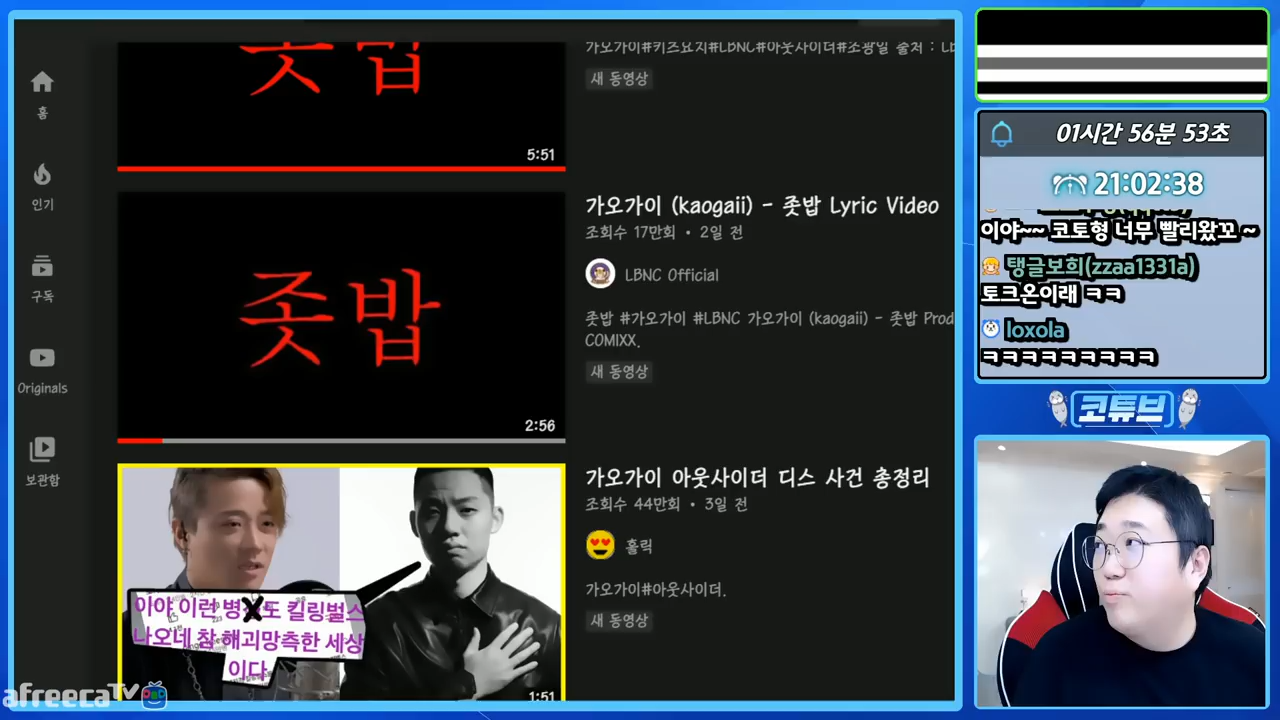 좃밥
5:51
가오가이#키즈요치#LBNC#아웃사이더#조광일 출처 : Lb
새 동영상
홈
인기
구독
Originals
보관함
좃밥
2:56
가오가이 (kaogaii) - 좃밥 Lyric Video
조회수 17만회 • 2일 전
LBNC Official
좃밥 #가오가이 #LBNC 가오가이 (kaogaii) - 좃밥 Prod
COMIXX.
새 동영상
이야 이런 병X도 킬링벌스
나오네 참 해괴망측한 세상
이다.
1:51
가오가이 아웃사이더 디스 사건 총정리
조회수 44만회 • 3일 전
홀릭
가오가이#아웃사이더.
새 동영상
afreecaTV
01시간 56분 53초
21:02:38
이야~~ 코토형 너무 빨리왔꼬 ~
탱글보희(zzaa1331a)
토크온이래 ㅋㅋ
loxola
ㅋㅋㅋㅋㅋㅋㅋㅋㅋ
코튜브